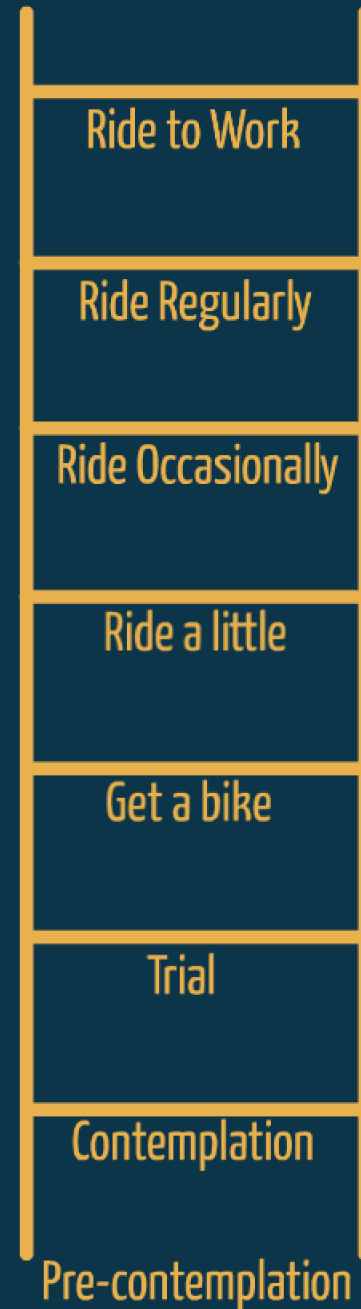 Ride to Work
Ride Regularly
Ride Occasionally
Ride a little
Get a bike
Trial
Contemplation
Pre-contemplation